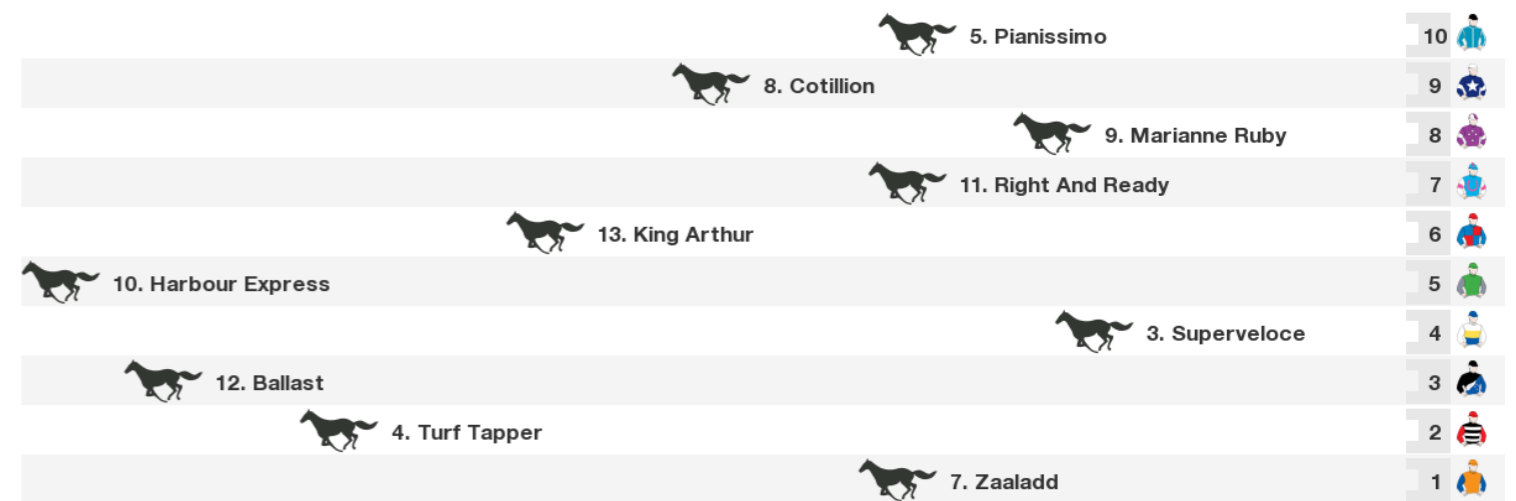 5. Pianissimo 10
8. Cotillion 9
9. Marianne Ruby 8
11. Right And Ready 7
13. King Arthur 6
10. Harbour Express 5
3. Superveloce 4
12. Ballast 3
4. Turf Tapper 2
7. Zaaladd 1